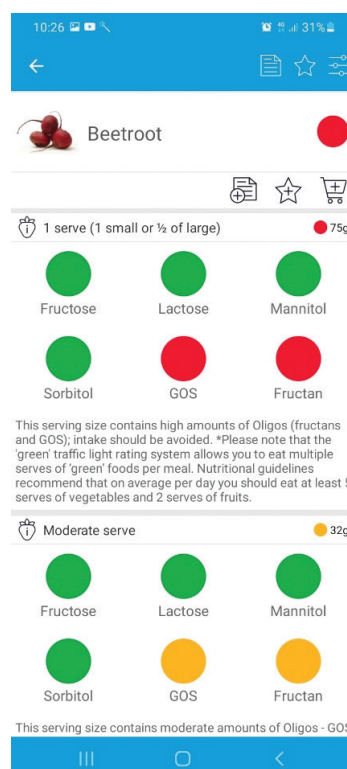 10:26 31%
Beetroot
1 serve (1 small or ½ of large) 75g
Fructose Lactose Mannitol
Sorbitol GOS Fructan
This serving size contains high amounts of Oligos (fructans
and GOS); intake should be avoided. *Please note that the
'green' traffic light rating system allows you to eat multiple
serves of 'green' foods per meal. Nutritional guidelines
recommend that on average per day you should eat at least 5
serves of vegetables and 2 serves of fruits.
Moderate serve 32g
Fructose Lactose Mannitol
Sorbitol GOS Fructan
This serving size contains moderate amounts of Oligos - GOS